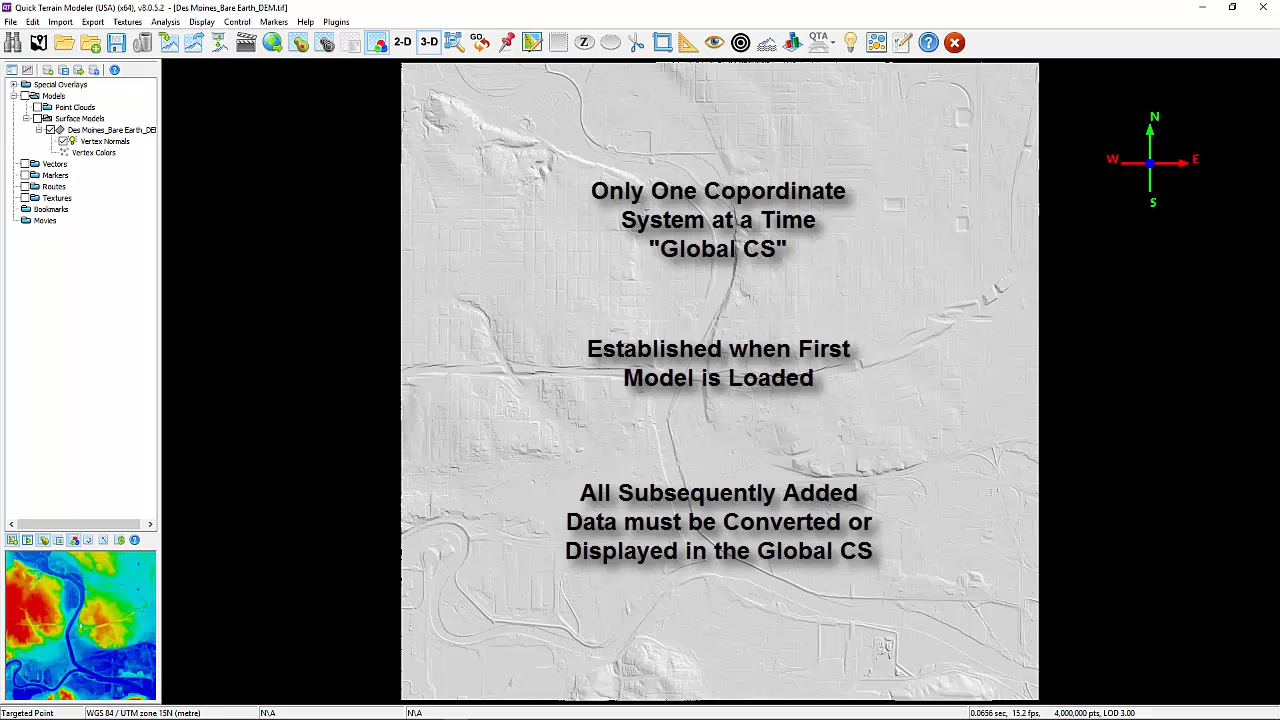 Quick Terrain Modeler (USA) (x64), v8.0.5.2 - [Des Moines_Bare Earth_DEM.tif]
File Edit Import Export Textures Analysis Display Control Markers Help Plugins
2-D 3-D GO QTA
Special Overlays
Models
Point Clouds
Surface Models
Des Moines_Bare Earth_DE
Vertex Normals
Vertex Colors
Vectors
Markers
Routes
Textures
Bookmarks
Movies
N
W E
S
Only One Copordinate
System at a Time
"Global CS"
Established when First
Model is Loaded
All Subsequently Added
Data must be Converted or
Displayed in the Global CS
Targeted Point WGS 84 / UTM zone 15N (metre) N/A N/A 0.0656 sec, 15.2 fps, 4,000,000 pts, LOD 3.00